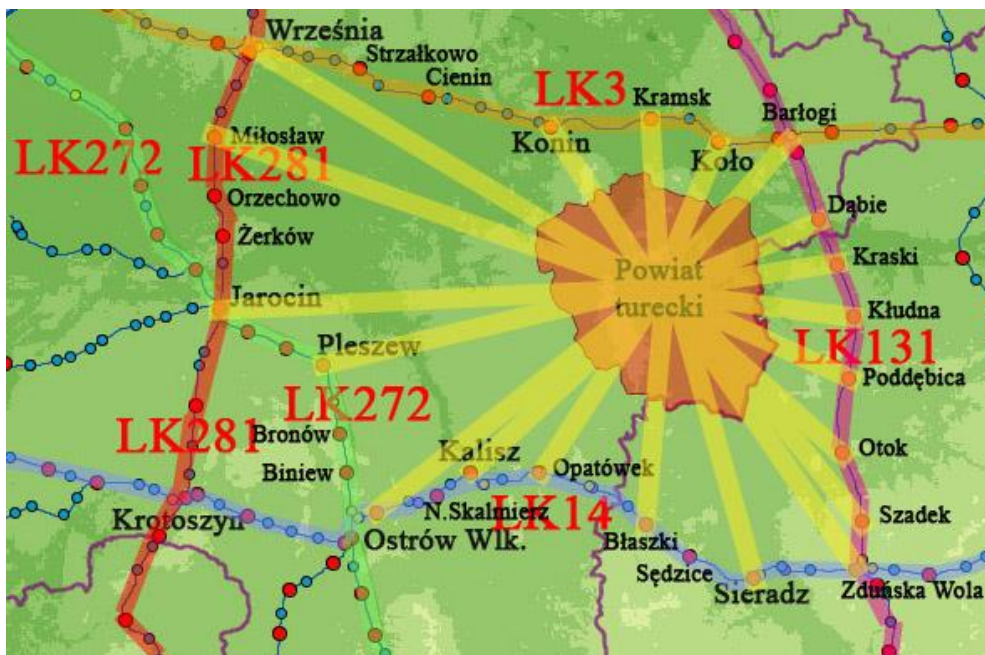 Września
Strzałkowo
Cienin
LK3
Kramsk
Barłogi
Konin
Koło
Miłosław
LK272
LK281
Orzechowo
Żerków
Dąbie
Kraski
Powiat
turecki
Jarocin
Kłudna
LK131
Pleszew
Poddębica
LK272
LK281
Bronów
Kalisz
Otok
Biniew
Opatówek
N.Skalmierz
LK14
Szadek
Krotoszyn
Ostrów Wlk.
Błaszki
Sędzice
Sieradz
Zduńska Wola